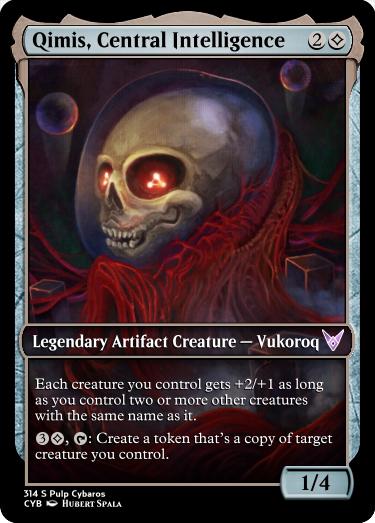 Qimis, Central Intelligence 2
Legendary Artifact Creature — Vukoroq
Each creature you control gets +2/+1 as long
as you control two or more other creatures
with the same name as it.
3, : Create a token that's a copy of target
creature you control.
1/4
314 S Pulp Cybaros
CYB Hubert Spala